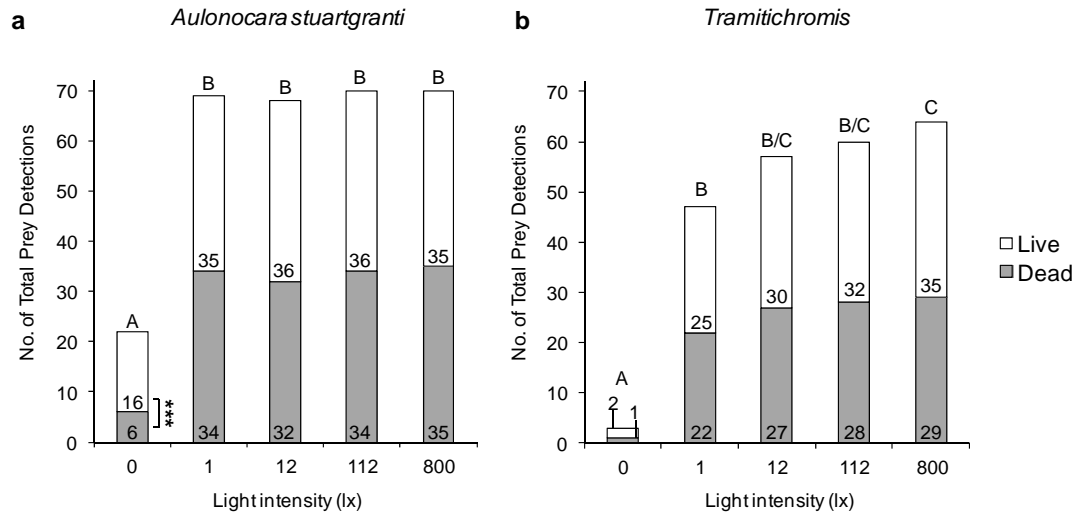 a
Aulonocara stuartgranti
No. of Total Prey Detections
70
60
50
40
30
20
10
0
A
B
B
B
B
16
35
36
36
35
***
6
34
32
34
35
0 1 12 112 800
Light intensity (lx)
b
Tramitichromis
No. of Total Prey Detections
70
60
50
40
30
20
10
0
A
B
B/C
B/C
C
2 1
25
30
32
35
22
27
28
29
0 1 12 112 800
Light intensity (lx)
Live
Dead